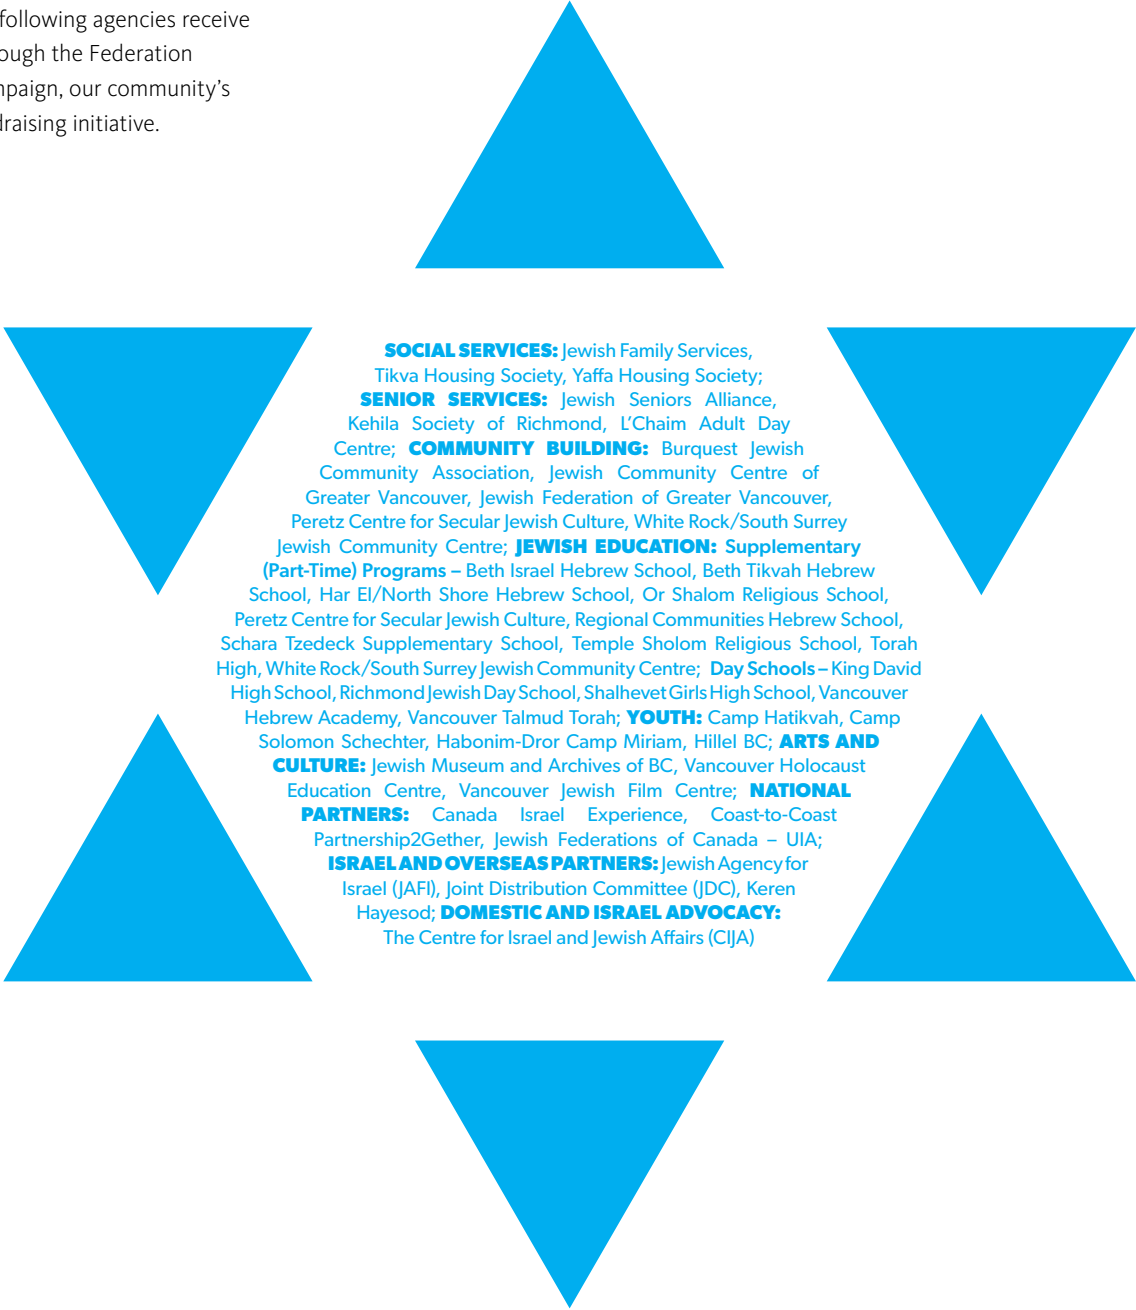 following agencies receive
ough the Federation
paign, our community's
raising initiative.
SOCIAL SERVICES: Jewish Family Services,
Tikva Housing Society, Yaffa Housing Society;
SENIOR SERVICES: Jewish Seniors Alliance,
Kehila Society of Richmond, L'Chaim Adult Day
Centre; COMMUNITY BUILDING: Burquest Jewish
Community Association, Jewish Community Centre of
Greater Vancouver, Jewish Federation of Greater Vancouver,
Peretz Centre for Secular Jewish Culture, White Rock/South Surrey
Jewish Community Centre; JEWISH EDUCATION: Supplementary
(Part-Time) Programs – Beth Israel Hebrew School, Beth Tikvah Hebrew
School, Har El/North Shore Hebrew School, Or Shalom Religious School,
Peretz Centre for Secular Jewish Culture, Regional Communities Hebrew School,
Schara Tzedeck Supplementary School, Temple Sholom Religious School, Torah
High, White Rock/South Surrey Jewish Community Centre; Day Schools – King David
High School, Richmond Jewish Day School, Shalhevet Girls High School, Vancouver
Hebrew Academy, Vancouver Talmud Torah; YOUTH: Camp Hatikvah, Camp
Solomon Schechter, Habonim-Dror Camp Miriam, Hillel BC; ARTS AND
CULTURE: Jewish Museum and Archives of BC, Vancouver Holocaust
Education Centre, Vancouver Jewish Film Centre; NATIONAL
PARTNERS: Canada Israel Experience, Coast-to-Coast
Partnership2Gether, Jewish Federations of Canada – UIA;
ISRAEL AND OVERSEAS PARTNERS: Jewish Agency for
Israel (JAFI), Joint Distribution Committee (JDC), Keren
Hayesod; DOMESTIC AND ISRAEL ADVOCACY:
The Centre for Israel and Jewish Affairs (CIJA)